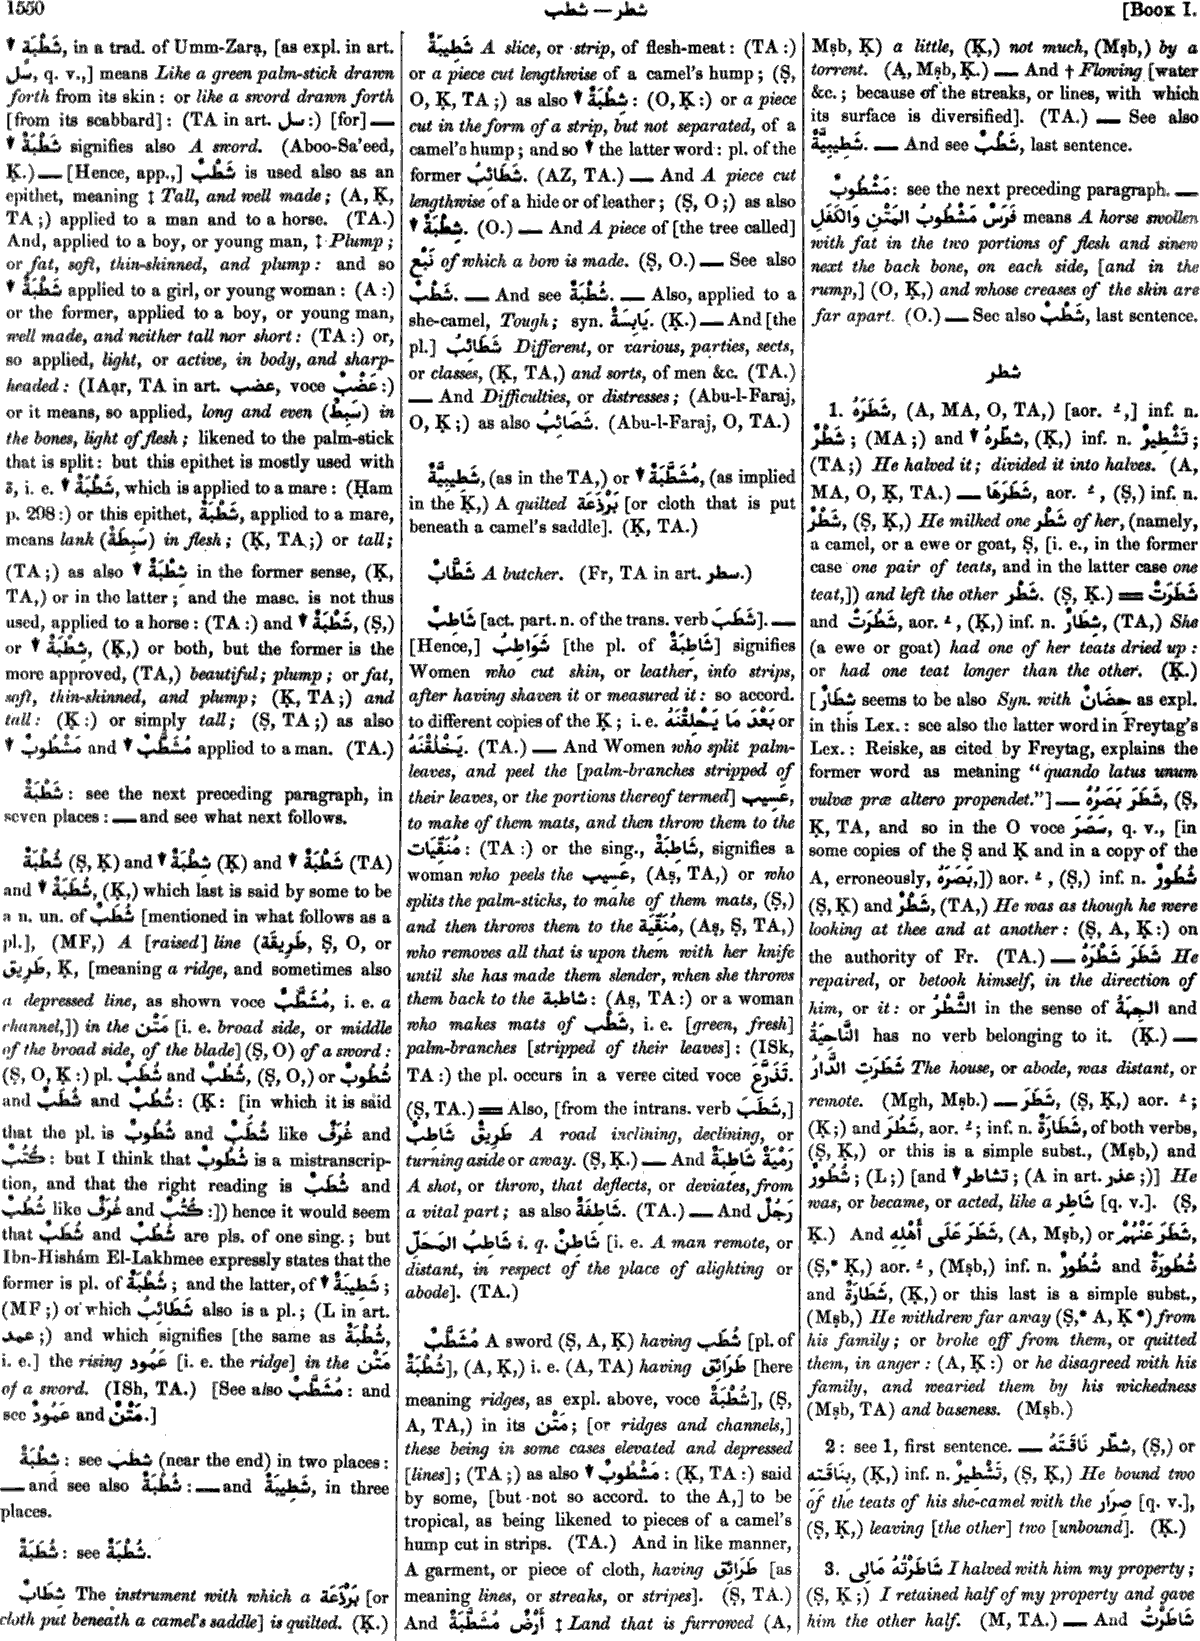 1550
شطب — شطر
[BOOK I.
▼ شَطْبَةٌ, in a trad. of Umm-Zarạ, [as expl. in art.
سل, q. v.,] means Like a green palm-stick drawn
forth from its skin : or like a sword drawn forth
[from its scabbard] : (TA in art. سل :) [for] —
▼ شَطْبَةٌ signifies also A sword. (Aboo-Sa'eed,
Ḳ.) — [Hence, app.,] شَطْبٌ is used also as an
epithet, meaning ‡ Tall, and well made ; (A, Ḳ,
TA ;) applied to a man and to a horse. (TA.)
And, applied to a boy, or young man, ‡ Plump ;
or fat, soft, thin-skinned, and plump : and so
▼ شَطْبَةٌ applied to a girl, or young woman : (A :)
or the former, applied to a boy, or young man,
well made, and neither tall nor short : (TA :) or,
so applied, light, or active, in body, and sharp-
headed : (IAạr, TA in art. عضب, voce عَضْبٌ :)
or it means, so applied, long and even (سَبِطٌ) in
the bones, light of flesh ; likened to the palm-stick
that is split : but this epithet is mostly used with
ة, i. e. ▼ شَطْبَةٌ, which is applied to a mare : (Ḥam
p. 298 :) or this epithet, شَطْبَةٌ, applied to a mare,
means lank (سَبِطَةٌ) in flesh ; (Ḳ, TA ;) or tall ;
(TA ;) as also ▼ شِطْبَةٌ in the former sense, (Ḳ,
TA,) or in the latter ; and the masc. is not thus
used, applied to a horse : (TA :) and ▼ شَطْبَةٌ, (Ṣ,)
or ▼ شِطْبَةٌ, (Ḳ,) or both, but the former is the
more approved, (TA,) beautiful ; plump ; or fat,
soft, thin-skinned, and plump ; (Ḳ, TA ;) and
tall : (Ḳ :) or simply tall ; (Ṣ, TA ;) as also
▼ مَشْطُوبٌ and ▼ مُشَطَّبٌ applied to a man. (TA.)
شَطْبَةٌ : see the next preceding paragraph, in
seven places : — and see what next follows.
شُطْبَةٌ (Ṣ, Ḳ) and ▼ شِطْبَةٌ (Ḳ) and ▼ شَطْبَةٌ (TA)
and ▼ شُطَبَةٌ, (Ḳ,) which last is said by some to be
a n. un. of شُطَبٌ [mentioned in what follows as a
pl.], (MF,) A [raised] line (طَرِيقَةٌ, Ṣ, O, or
طَرِيق, Ḳ, [meaning a ridge, and sometimes also
a depressed line, as shown voce مُشَطَّبٌ, i. e. a
channel,]) in the مَتْن [i. e. broad side, or middle
of the broad side, of the blade] (Ṣ, O) of a sword :
(Ṣ, O, Ḳ :) pl. شُطَبٌ and شُطُبٌ, (Ṣ, O,) or شُطُوبٌ
and شُطَبٌ and شُطُبٌ : (Ḳ : [in which it is said
that the pl. is شُطُوبٌ and شُطَبٌ like غُرَفٌ and
كُتُبٌ : but I think that شُطُوبٌ is a mistranscrip-
tion, and that the right reading is شُطَبٌ and
شُطُبٌ like غُرَفٌ and كُتُبٌ :]) hence it would seem
that شُطَبٌ and شُطُبٌ are pls. of one sing. ; but
Ibn-Hishám El-Lakhmee expressly states that the
former is pl. of شُطْبَةٌ ; and the latter, of ▼ شَطِيبَةٌ ;
(MF ;) of which شَطَائِبُ also is a pl. ; (L in art.
عمد ;) and which signifies [the same as شُطْبَةٌ,
i. e.] the rising عَمُود [i. e. the ridge] in the مَتْن
of a sword. (ISh, TA.) [See also مُشَطَّبٌ : and
see عَمُودٌ and مَتْنٌ.]
شِطْبَةٌ : see شَطْبٌ (near the end) in two places :
— and see also شُطْبَةٌ : — and شَطِيبَةٌ, in three
places.
شُطَبَةٌ : see شُطْبَةٌ.
شِطَابٌ The instrument with which a بَرْذَعَة [or
cloth put beneath a camel's saddle] is quilted. (Ḳ.)
شَطِيبَةٌ A slice, or strip, of flesh-meat : (TA :)
or a piece cut lengthwise of a camel's hump ; (Ṣ,
O, Ḳ, TA ;) as also ▼ شِطْبَةٌ : (O, Ḳ :) or a piece
cut in the form of a strip, but not separated, of a
camel's hump ; and so ▼ the latter word : pl. of the
former شَطَائِبُ. (AZ, TA.) — And A piece cut
lengthwise of a hide or of leather ; (Ṣ, O ;) as also
▼ شِطْبَةٌ. (O.) — And A piece of [the tree called]
نَبْع of which a bow is made. (Ṣ, O.) — See also
شَطْبٌ. — And see شُطْبَةٌ. — Also, applied to a
she-camel, Tough ; syn. يَابِسَةٌ. (Ḳ.) — And [the
pl.] شَطَائِبُ Different, or various, parties, sects,
or classes, (Ḳ, TA,) and sorts, of men &c. (TA.)
— And Difficulties, or distresses ; (Abu-l-Faraj,
O, Ḳ ;) as also شَصَائِبُ. (Abu-l-Faraj, O, TA.)
شَطِيبِيَّةٌ, (as in the TA,) or ▼ مُشَطَّبَةٌ, (as implied
in the Ḳ,) A quilted بَرْذَعَة [or cloth that is put
beneath a camel's saddle]. (Ḳ, TA.)
شَطَّابٌ A butcher. (Fr, TA in art. سطر.)
شَاطِبٌ [act. part. n. of the trans. verb شَطَبَ]. —
[Hence,] شَوَاطِبُ [the pl. of شَاطِبَةٌ] signifies
Women who cut skin, or leather, into strips,
after having shaven it or measured it : so accord.
to different copies of the Ḳ ; i. e. بَعْدَ مَا يَحْلِقْنَهُ or
يَخْلُقْنَهُ. (TA.) — And Women who split palm-
leaves, and peel the [palm-branches stripped of
their leaves, or the portions thereof termed] عَسِيب,
to make of them mats, and then throw them to the
مُنَقِّيَات : (TA :) or the sing., شَاطِبَةٌ, signifies a
woman who peels the عَسِيب, (Aṣ, TA,) or who
splits the palm-sticks, to make of them mats, (Ṣ,)
and then throws them to the مُنَقِّيَة, (Aṣ, Ṣ, TA,)
who removes all that is upon them with her knife
until she has made them slender, when she throws
them back to the شاطبة : (Aṣ, TA :) or a woman
who makes mats of شَطْب, i. e. [green, fresh]
palm-branches [stripped of their leaves] : (ISk,
TA :) the pl. occurs in a verse cited voce تَذَرَّعَ.
(Ṣ, TA.) = Also, [from the intrans. verb شَطَبَ,]
طَرِيقٌ شَاطِبٌ A road inclining, declining, or
turning aside or away. (Ṣ, Ḳ.) — And رَمْيَةٌ شَاطِبَةٌ
A shot, or throw, that deflects, or deviates, from
a vital part ; as also شَاطِفَةٌ. (TA.) — And رَجُلٌ
شَاطِبُ المَحَلِّ i. q. شَاطِنٌ [i. e. A man remote, or
distant, in respect of the place of alighting or
abode]. (TA.)
مُشَطَّبٌ A sword (Ṣ, A, Ḳ) having شُطَب [pl. of
شُطْبَةٌ], (A, Ḳ,) i. e. (A, TA) having طَرَائِق [here
meaning ridges, as expl. above, voce شُطْبَةٌ], (Ṣ,
A, TA,) in its مَتْن ; [or ridges and channels,]
these being in some cases elevated and depressed
[lines] ; (TA ;) as also ▼ مَشْطُوبٌ : (Ḳ, TA :) said
by some, [but not so accord. to the A,] to be
tropical, as being likened to pieces of a camel's
hump cut in strips. (TA.) And in like manner,
A garment, or piece of cloth, having طَرَائِق [as
meaning lines, or streaks, or stripes]. (Ṣ, TA.)
And أَرْضٌ مُشَطَّبَةٌ ‡ Land that is furrowed (A,
Mṣb, Ḳ) a little, (Ḳ,) not much, (Mṣb,) by a
torrent. (A, Mṣb, Ḳ.) — And † Flowing [water
&c. ; because of the streaks, or lines, with which
its surface is diversified]. (TA.) — See also
شَطِيبِيَّةٌ. — And see شَطْبٌ, last sentence.
مَشْطُوبٌ : see the next preceding paragraph. —
فَرَسٌ مَشْطُوبُ المَتْنِ وَالكَفَلِ means A horse swollen
with fat in the two portions of flesh and sinew
next the back bone, on each side, [and in the
rump,] (O, Ḳ,) and whose creases of the skin are
far apart. (O.) — See also شَطْبٌ, last sentence.
شطر
1. شَطَرَهُ, (A, MA, O, TA,) [aor. ـُ,] inf. n.
شَطْرٌ ; (MA ;) and ▼ شطّرهُ, (Ḳ,) inf. n. تَشْطِيرٌ ;
(TA ;) He halved it ; divided it into halves. (A,
MA, O, Ḳ, TA.) — شَطَرَهَا, aor. ـُ, (Ṣ,) inf. n.
شَطْرٌ, (Ṣ, Ḳ,) He milked one شَطْر of her, (namely,
a camel, or a ewe or goat, Ṣ, [i. e., in the former
case one pair of teats, and in the latter case one
teat,]) and left the other شَطْر. (Ṣ, Ḳ.) = شَطَرَتْ
and شَطُرَتْ, aor. ـُ, (Ḳ,) inf. n. شِطَارٌ, (TA,) She
(a ewe or goat) had one of her teats dried up :
or had one teat longer than the other. (Ḳ.)
[شِطَارٌ seems to be also Syn. with حِضَانٌ as expl.
in this Lex. : see also the latter word in Freytag's
Lex. : Reiske, as cited by Freytag, explains the
former word as meaning “quando latus unum
vulvæ præ altero propendet.”] — شَطَرَ بَصَرُهُ, (Ṣ,
Ḳ, TA, and so in the O voce سَصَرَ, q. v., [in
some copies of the Ṣ and Ḳ and in a copy of the
A, erroneously, بَصَرَهُ,]) aor. ـُ, (Ṣ,) inf. n. شُطُورٌ
(Ṣ, Ḳ) and شَطْرٌ, (TA,) He was as though he were
looking at thee and at another : (Ṣ, A, Ḳ :) on
the authority of Fr. (TA.) — شَطَرَ شَطْرَهُ He
repaired, or betook himself, in the direction of
him, or it : or الشَّطْرُ in the sense of الجِهَةُ and
النَّاحِيَةُ has no verb belonging to it. (Ḳ.) —
شَطَرَتِ الدَّارُ The house, or abode, was distant, or
remote. (Mgh, Mṣb.) — شَطَرَ, (Ṣ, Ḳ,) aor. ـُ ;
(Ḳ ;) and شَطُرَ, aor. ـُ ; inf. n. شَطَارَةٌ, of both verbs,
(Ṣ, Ḳ,) or this is a simple subst., (Mṣb,) and
شُطُورٌ ; (L ;) [and ▼ تشاطر ; (A in art. عذر ;)] He
was, or became, or acted, like a شَاطِر [q. v.]. (Ṣ,
Ḳ.) And شَطَرَ عَلَى أَهْلِهِ, (A, Mṣb,) or شَطَرَ عَنْهُمْ,
(Ṣ,* Ḳ,) aor. ـُ, (Mṣb,) inf. n. شُطُورٌ and شُطُورَةٌ
and شَطَارَةٌ, (Ḳ,) or this last is a simple subst.,
(Mṣb,) He withdrew far away (Ṣ,* A, Ḳ*) from
his family ; or broke off from them, or quitted
them, in anger : (A, Ḳ :) or he disagreed with his
family, and wearied them by his wickedness
(Mṣb, TA) and baseness. (Mṣb.)
2 : see 1, first sentence. — شطّر نَاقَتَهُ, (Ṣ,) or
بِنَاقَتِهِ, (Ḳ,) inf. n. تَشْطِيرٌ, (Ṣ, Ḳ,) He bound two
of the teats of his she-camel with the صِرَار [q. v.],
(Ṣ, Ḳ,) leaving [the other] two [unbound]. (Ḳ.)
3. شَاطَرْتُهُ مَالِى I halved with him my property ;
(Ṣ, Ḳ ;) I retained half of my property and gave
him the other half. (M, TA.) — And شَاطَرْتُ